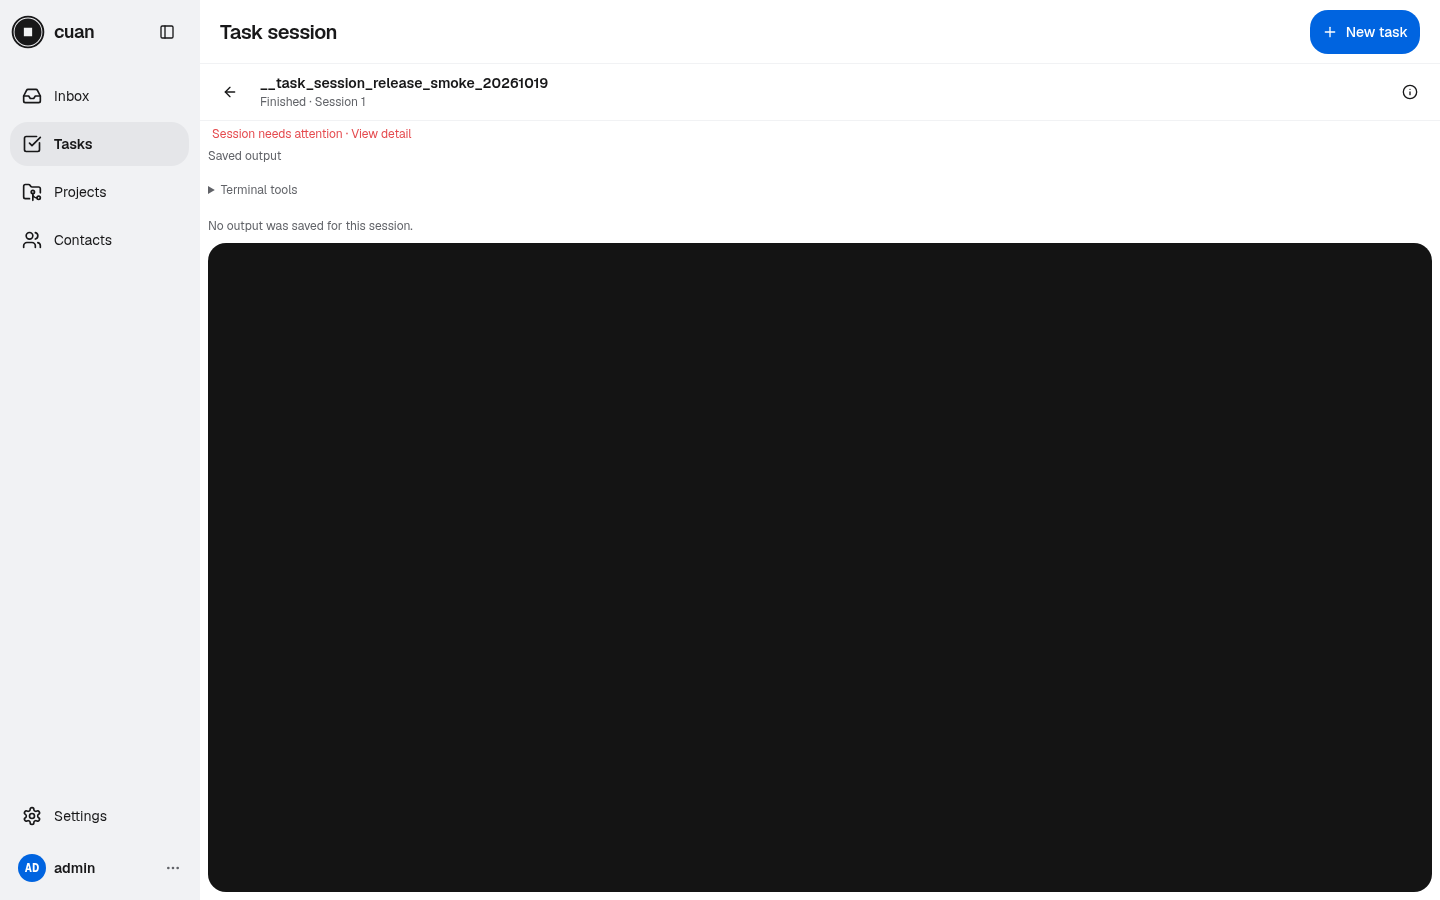 cuan
Inbox
Tasks
Projects
Contacts
Settings
AD
admin
Task session
New task
__task_session_release_smoke_20261019
Finished · Session 1
Session needs attention · View detail
Saved output
Terminal tools
No output was saved for this session.